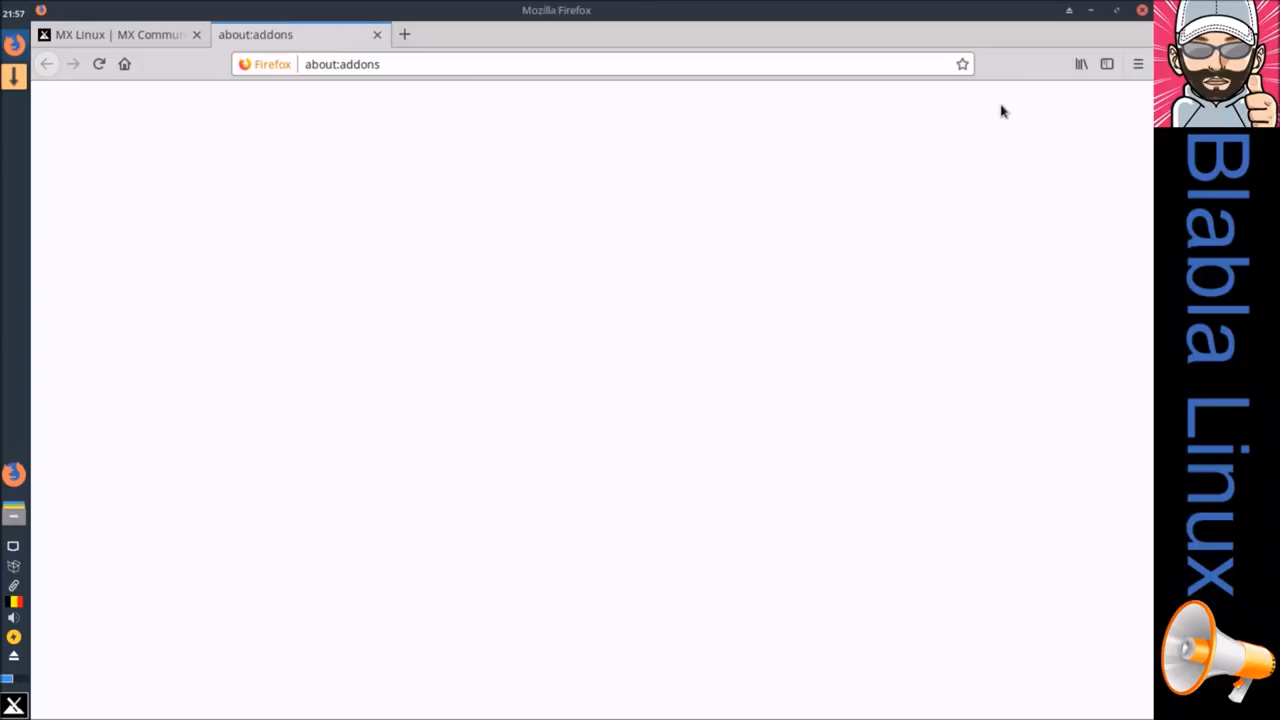 21:57
Mozilla Firefox
MX Linux | MX Commun
about:addons
Firefox
about:addons
Blabla Linux